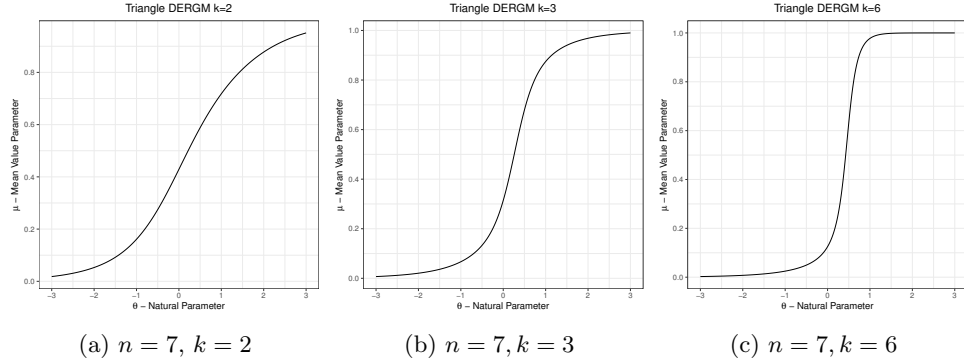 Triangle DERGM k=2
0.8
0.6
0.4
0.2
0.0
μ − Mean Value Parameter
−3 −2 −1 0 1 2 3
θ − Natural Parameter
(a) n = 7, k = 2
Triangle DERGM k=3
1.0
0.8
0.6
0.4
0.2
0.0
μ − Mean Value Parameter
−3 −2 −1 0 1 2 3
θ − Natural Parameter
(b) n = 7, k = 3
Triangle DERGM k=6
1.0
0.8
0.6
0.4
0.2
0.0
μ − Mean Value Parameter
−3 −2 −1 0 1 2 3
θ − Natural Parameter
(c) n = 7, k = 6